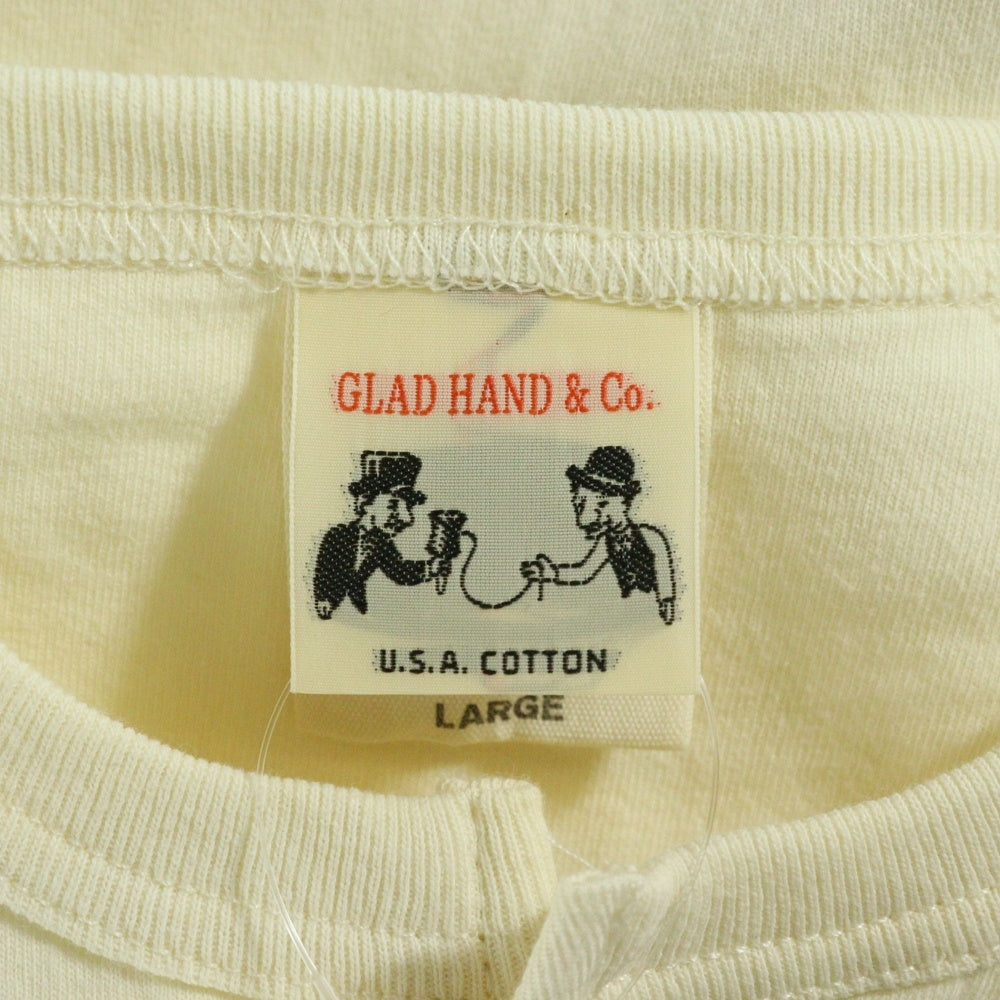 GLAD HAND & Co.
U.S.A. COTTON
LARGE